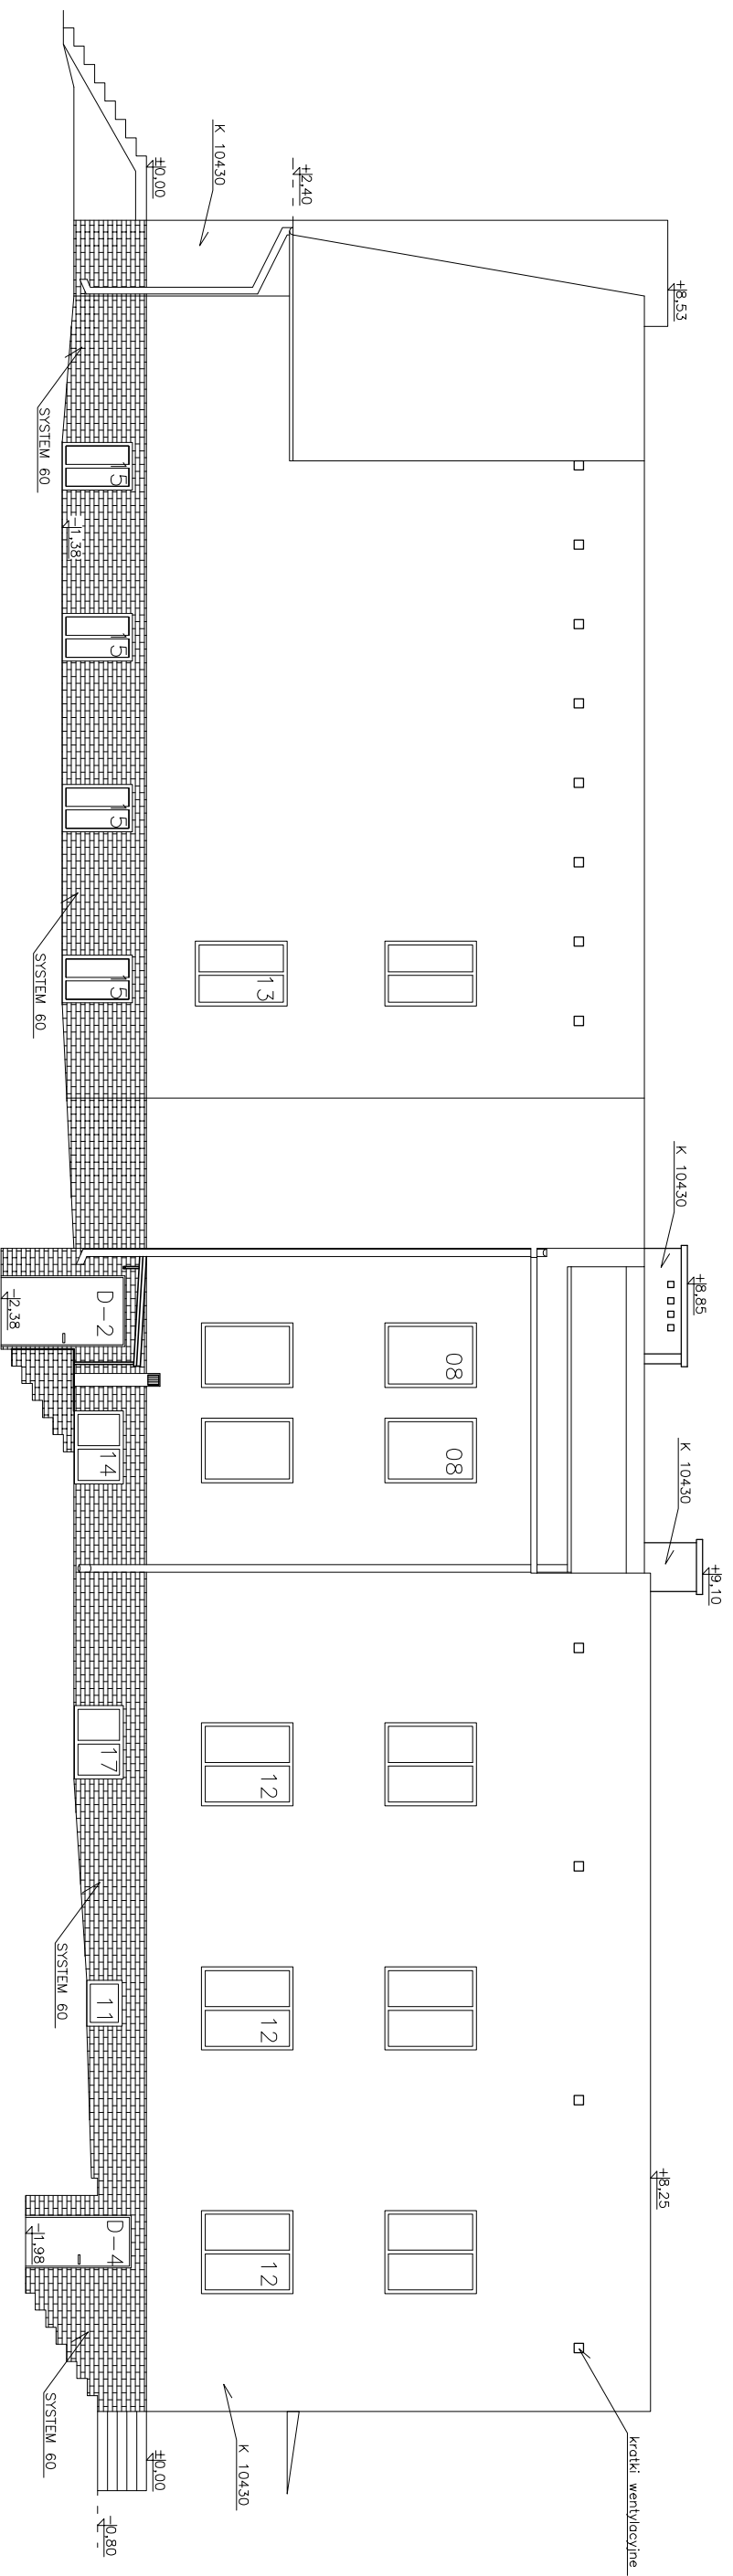 K 10430
+2,40
±0,00
+8,53
SYSTEM 60
15
-1,38
15
15
SYSTEM 60
15
13
K 10430
+8,85
D-2
-2,38
08
08
14
K 10430
+9,10
17
12
SYSTEM 60
11
12
+8,25
D-4
-1,98
12
SYSTEM 60
K 10430
±0,00
-0,80
kratki wentylacyjne